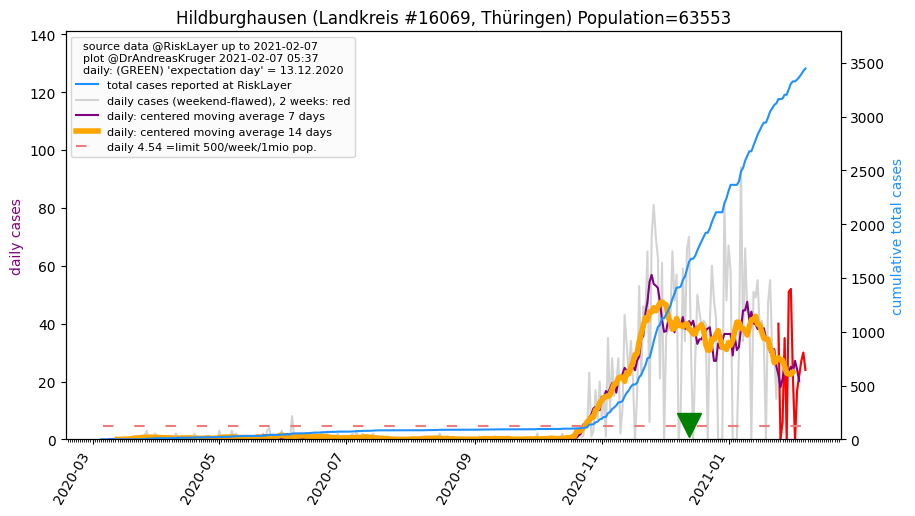 Hildburghausen (Landkreis #16069, Thüringen) Population=63553
source data @RiskLayer up to 2021-02-07
plot @DrAndreasKruger 2021-02-07 05:37
daily: (GREEN) 'expectation day' = 13.12.2020
total cases reported at RiskLayer
daily cases (weekend-flawed), 2 weeks: red
daily: centered moving average 7 days
daily: centered moving average 14 days
daily 4.54 =limit 500/week/1mio pop.
daily cases
140
120
100
80
60
40
20
0
cumulative total cases
3500
3000
2500
2000
1500
1000
500
0
2020-03
2020-05
2020-07
2020-09
2020-11
2021-01